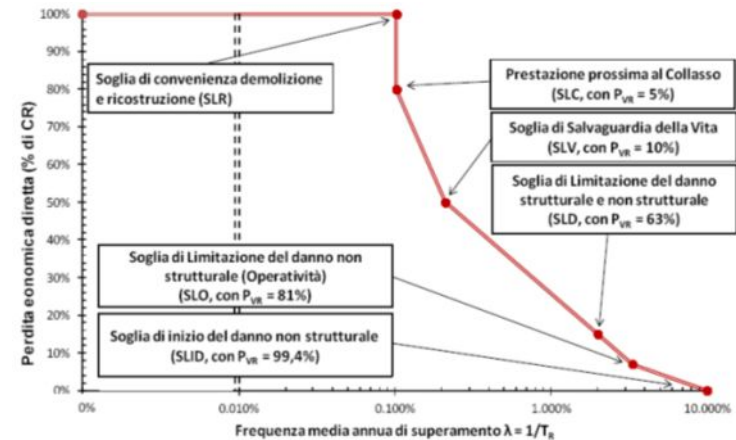 100%
90%
80%
70%
60%
50%
40%
30%
20%
10%
0%
Perdita eonomica diretta (% di CR)
Soglia di convenienza demolizione
e ricostruzione (SLR)
Prestazione prossima al Collasso
(SLC, con PVR = 5%)
Soglia di Salvaguardia della Vita
(SLV, con PVR = 10%)
Soglia di Limitazione del danno
strutturale e non strutturale
(SLD, con PVR = 63%)
Soglia di Limitazione del danno non
strutturale (Operatività)
(SLO, con PVR = 81%)
Soglia di inizio del danno non strutturale
(SLID, con PVR = 99,4%)
0% 0.010% 0.100% 1.000% 10.000%
Frequenza media annua di superamento λ = 1/TR